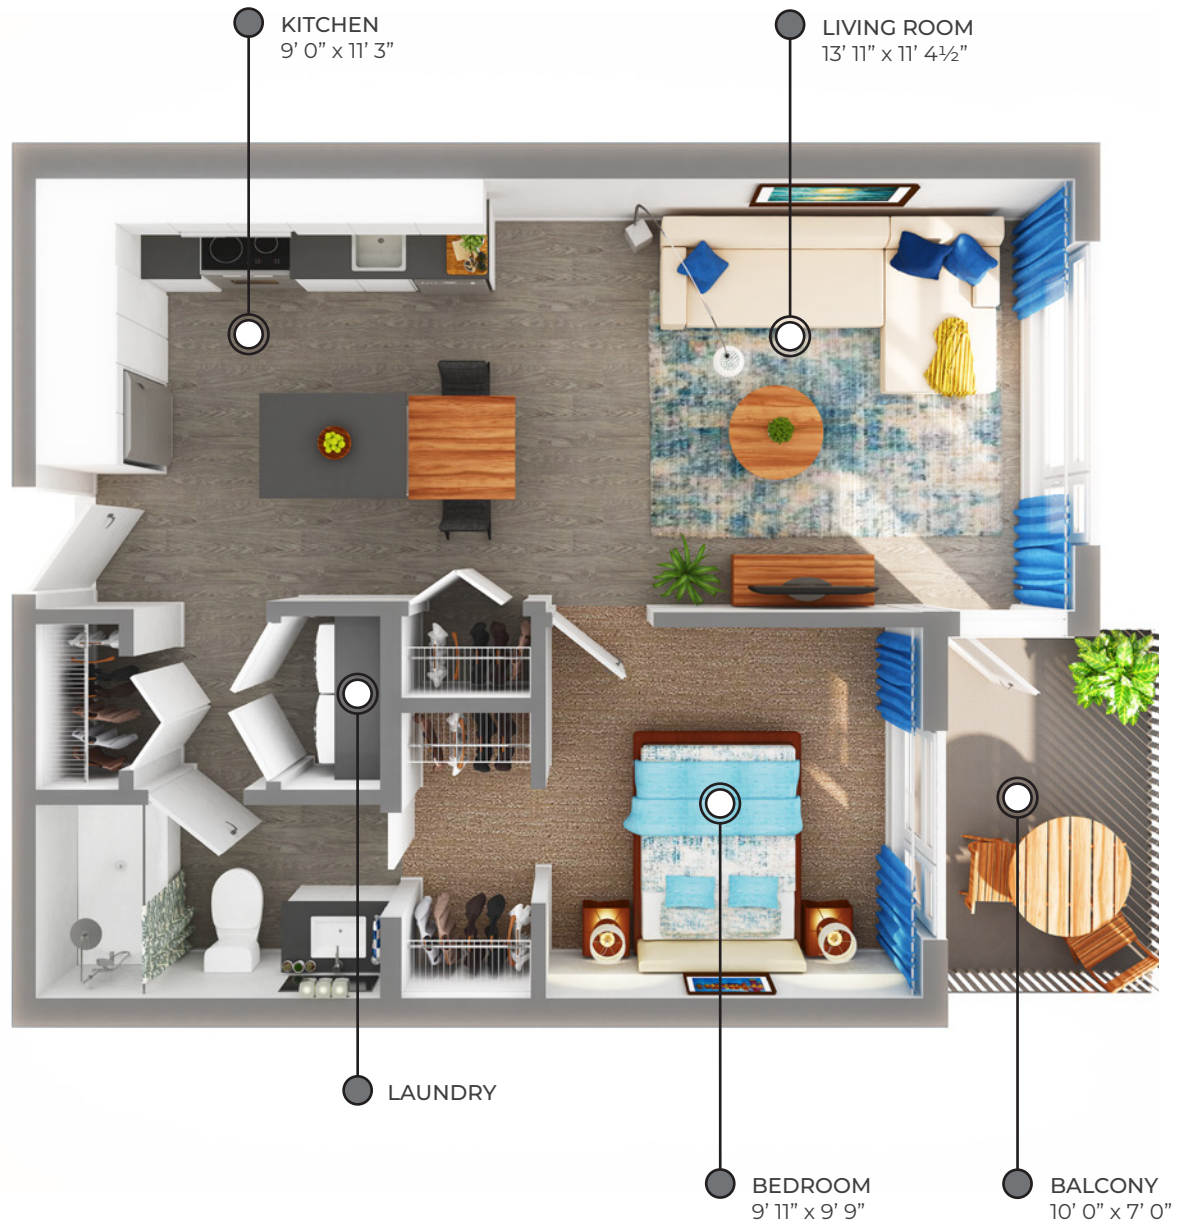 KITCHEN
9’ 0” x 11’ 3”
LIVING ROOM
13’ 11” x 11’ 4½”
LAUNDRY
BEDROOM
9’ 11” x 9’ 9”
BALCONY
10’ 0” x 7’ 0”